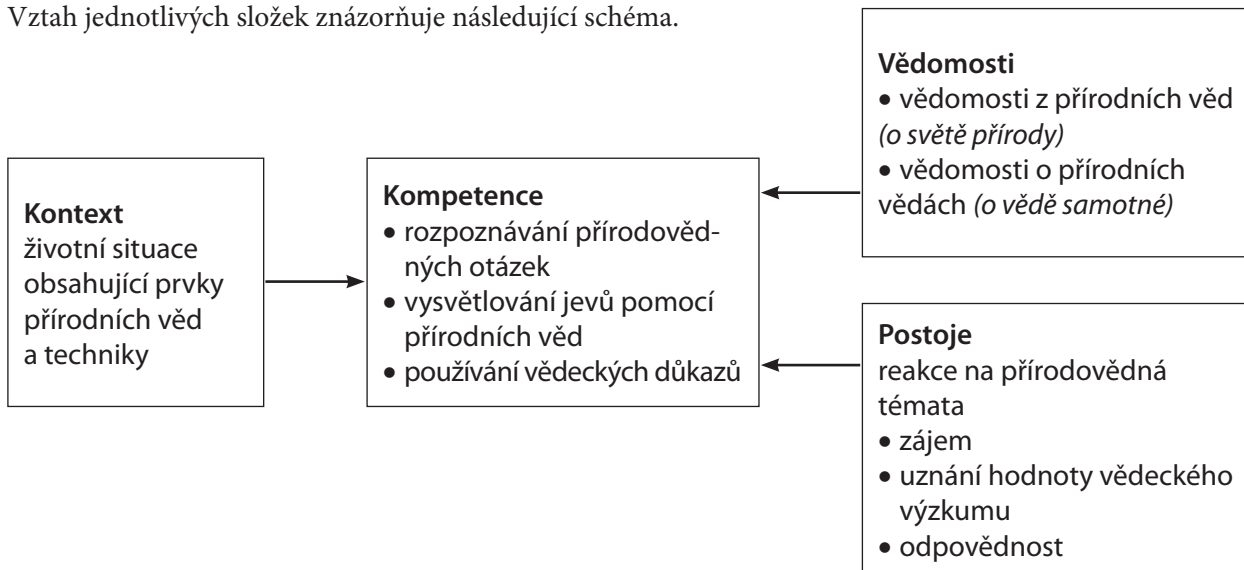 Vztah jednotlivých složek znázorňuje následující schéma.
Kontext
životní situace
obsahující prvky
přírodních věd
a techniky
Kompetence
• rozpoznávání přírodověd-
ných otázek
• vysvětlování jevů pomocí
přírodních věd
• používání vědeckých důkazů
Vědomosti
• vědomosti z přírodních věd
(o světě přírody)
• vědomosti o přírodních
vědách (o vědě samotné)
Postoje
reakce na přírodovědná
témata
• zájem
• uznání hodnoty vědeckého
výzkumu
• odpovědnost